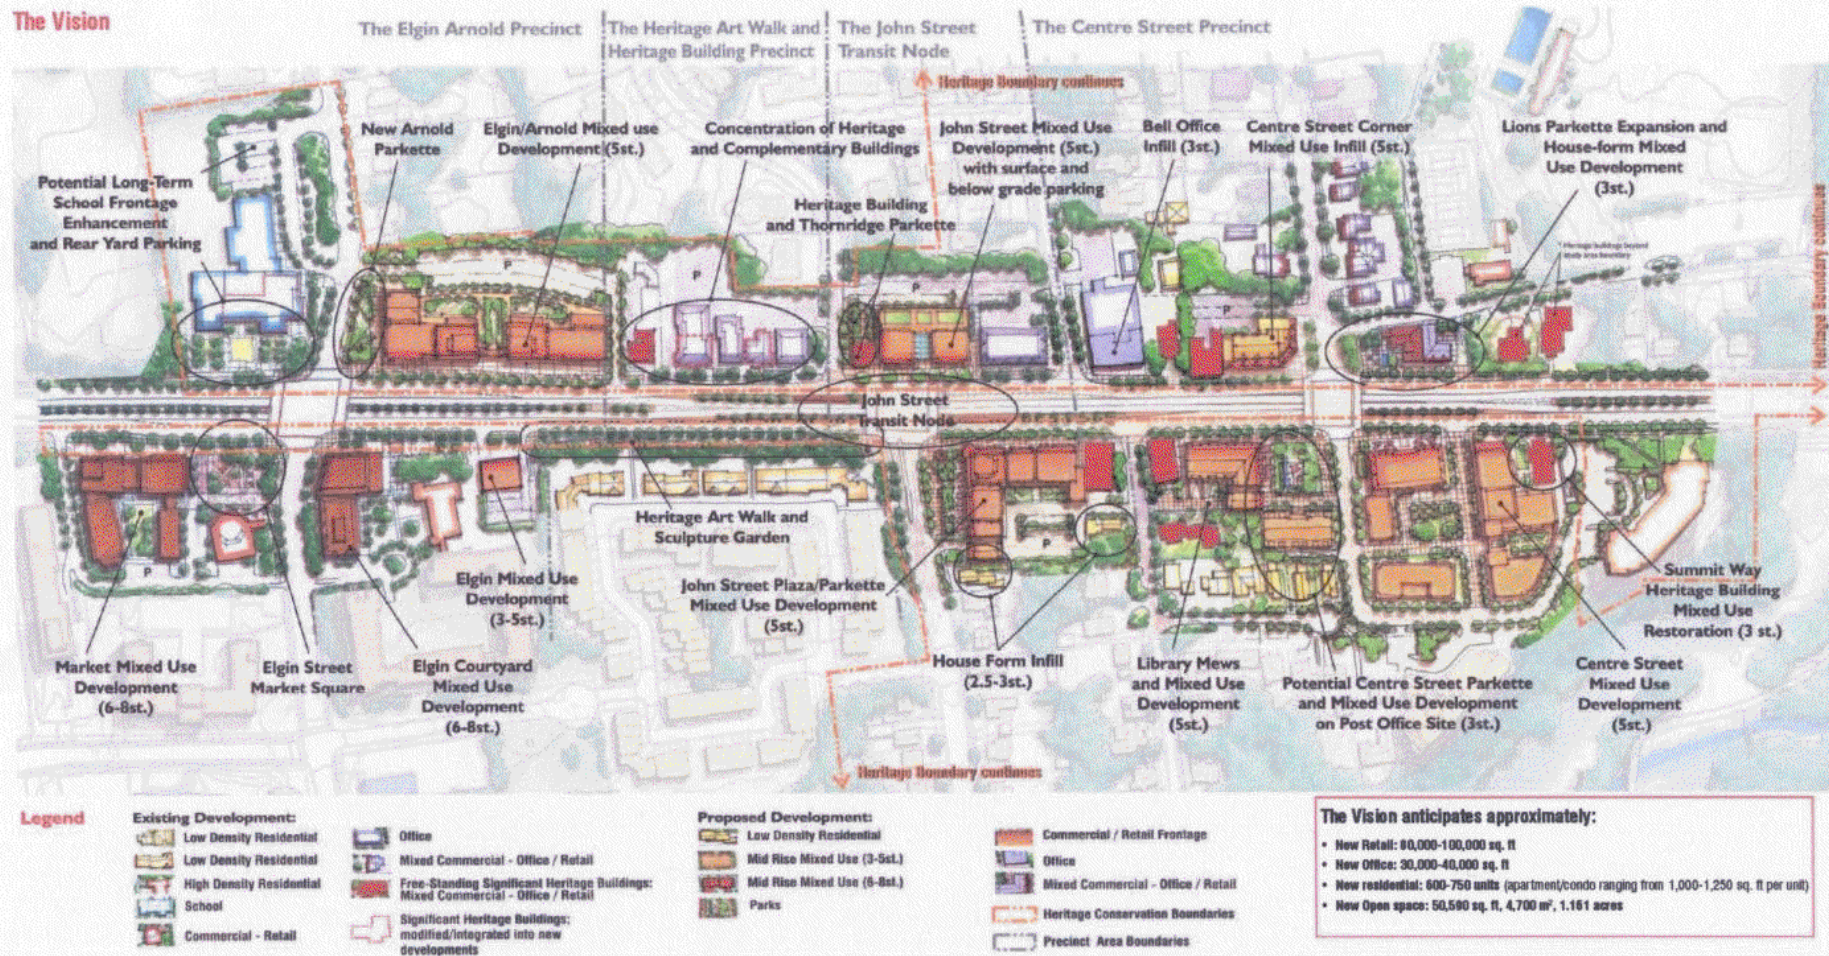 The Vision
The Elgin Arnold Precinct
The Heritage Art Walk and
Heritage Building Precinct
The John Street
Transit Node
The Centre Street Precinct
Heritage Boundary continues
New Arnold
Parkette
Elgin/Arnold Mixed use
Development (5st.)
Concentration of Heritage
and Complementary Buildings
John Street Mixed Use
Development (5st.)
with surface and
below grade parking
Bell Office
Infill (3st.)
Centre Street Corner
Mixed Use Infill (5st.)
Lions Parkette Expansion and
House-form Mixed
Use Development
(3st.)
Potential Long-Term
School Frontage
Enhancement
and Rear Yard Parking
Heritage Building
and Thornridge Parkette
Heritage buildings beyond
study area boundary
Heritage Boundary continues
P
P
P
P
John Street
Transit Node
Heritage Art Walk and
Sculpture Garden
P
P
Elgin Mixed Use
Development
(3-5st.)
John Street Plaza/Parkette
Mixed Use Development
(5st.)
Summit Way
Heritage Building
Mixed Use
Restoration (3 st.)
Market Mixed Use
Development
(6-8st.)
Elgin Street
Market Square
Elgin Courtyard
Mixed Use
Development
(6-8st.)
House Form Infill
(2.5-3st.)
Library Mews
and Mixed Use
Development
(5st.)
Potential Centre Street Parkette
and Mixed Use Development
on Post Office Site (3st.)
Centre Street
Mixed Use
Development
(5st.)
Heritage Boundary continues
Legend
Existing Development:
Low Density Residential
Low Density Residential
High Density Residential
School
Commercial - Retail
Office
Mixed Commercial - Office / Retail
Free-Standing Significant Heritage Buildings:
Mixed Commercial - Office / Retail
Significant Heritage Buildings;
modified/integrated into new
developments
Proposed Development:
Low Density Residential
Mid Rise Mixed Use (3-5st.)
Mid Rise Mixed Use (6-8st.)
Parks
Commercial / Retail Frontage
Office
Mixed Commercial - Office / Retail
Heritage Conservation Boundaries
Precinct Area Boundaries
The Vision anticipates approximately:
• New Retail: 80,000-100,000 sq. ft
• New Office: 30,000-40,000 sq. ft
• New residential: 600-750 units (apartment/condo ranging from 1,000-1,250 sq. ft per unit)
• New Open space: 50,590 sq. ft, 4,700 m², 1.161 acres